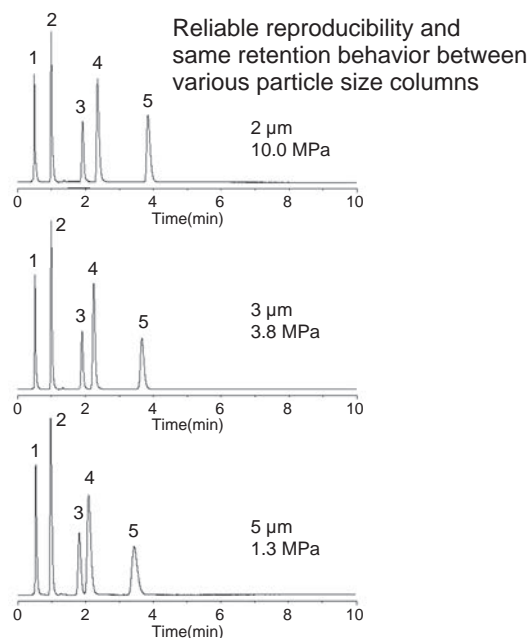 Reliable reproducibility and
same retention behavior between
various particle size columns
1
2
3
4
5
2 µm
10.0 MPa
0 2 4 6 8 10
Time(min)
1
2
3
4
5
3 µm
3.8 MPa
0 2 4 6 8 10
Time(min)
1
2
3
4
5
5 µm
1.3 MPa
0 2 4 6 8 10
Time(min)